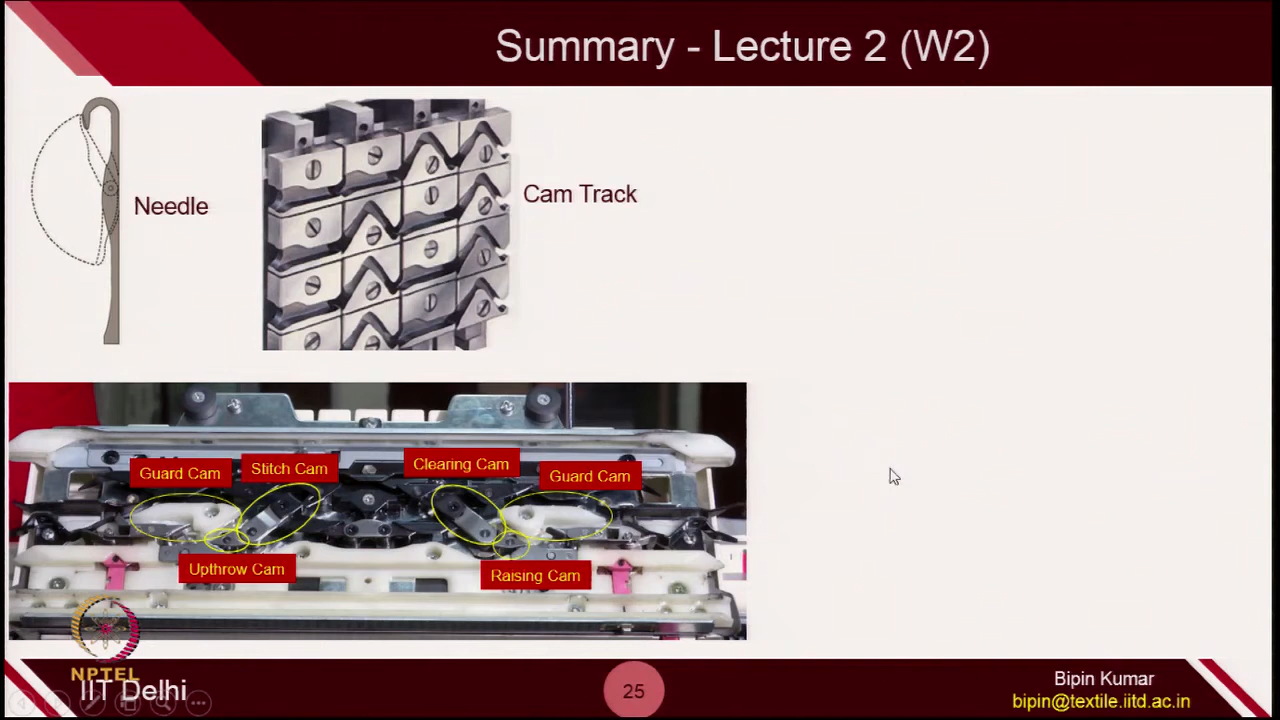 Summary - Lecture 2 (W2)
Needle
Cam Track
Guard Cam
Stitch Cam
Clearing Cam
Guard Cam
Upthrow Cam
Raising Cam
NPTEL
IIT Delhi
25
Bipin Kumar
bipin@textile.iitd.ac.in